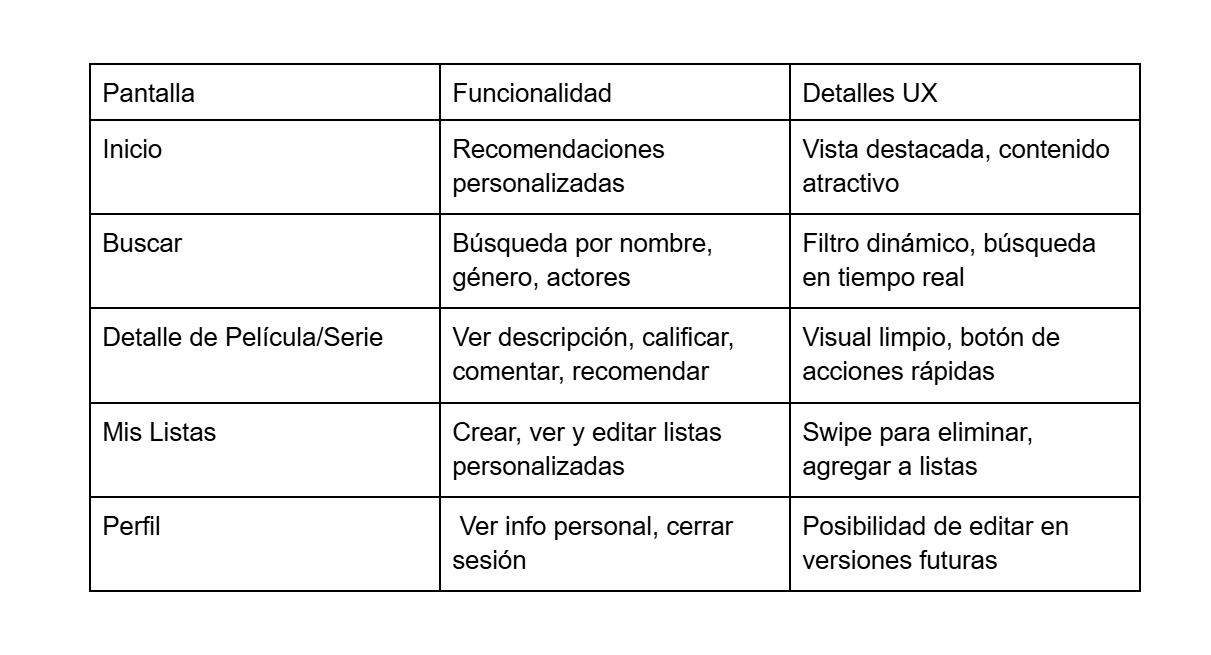 Pantalla
Funcionalidad
Detalles UX
Inicio
Recomendaciones
personalizadas
Vista destacada, contenido
atractivo
Buscar
Búsqueda por nombre,
género, actores
Filtro dinámico, búsqueda
en tiempo real
Detalle de Película/Serie
Ver descripción, calificar,
comentar, recomendar
Visual limpio, botón de
acciones rápidas
Mis Listas
Crear, ver y editar listas
personalizadas
Swipe para eliminar,
agregar a listas
Perfil
Ver info personal, cerrar
sesión
Posibilidad de editar en
versiones futuras